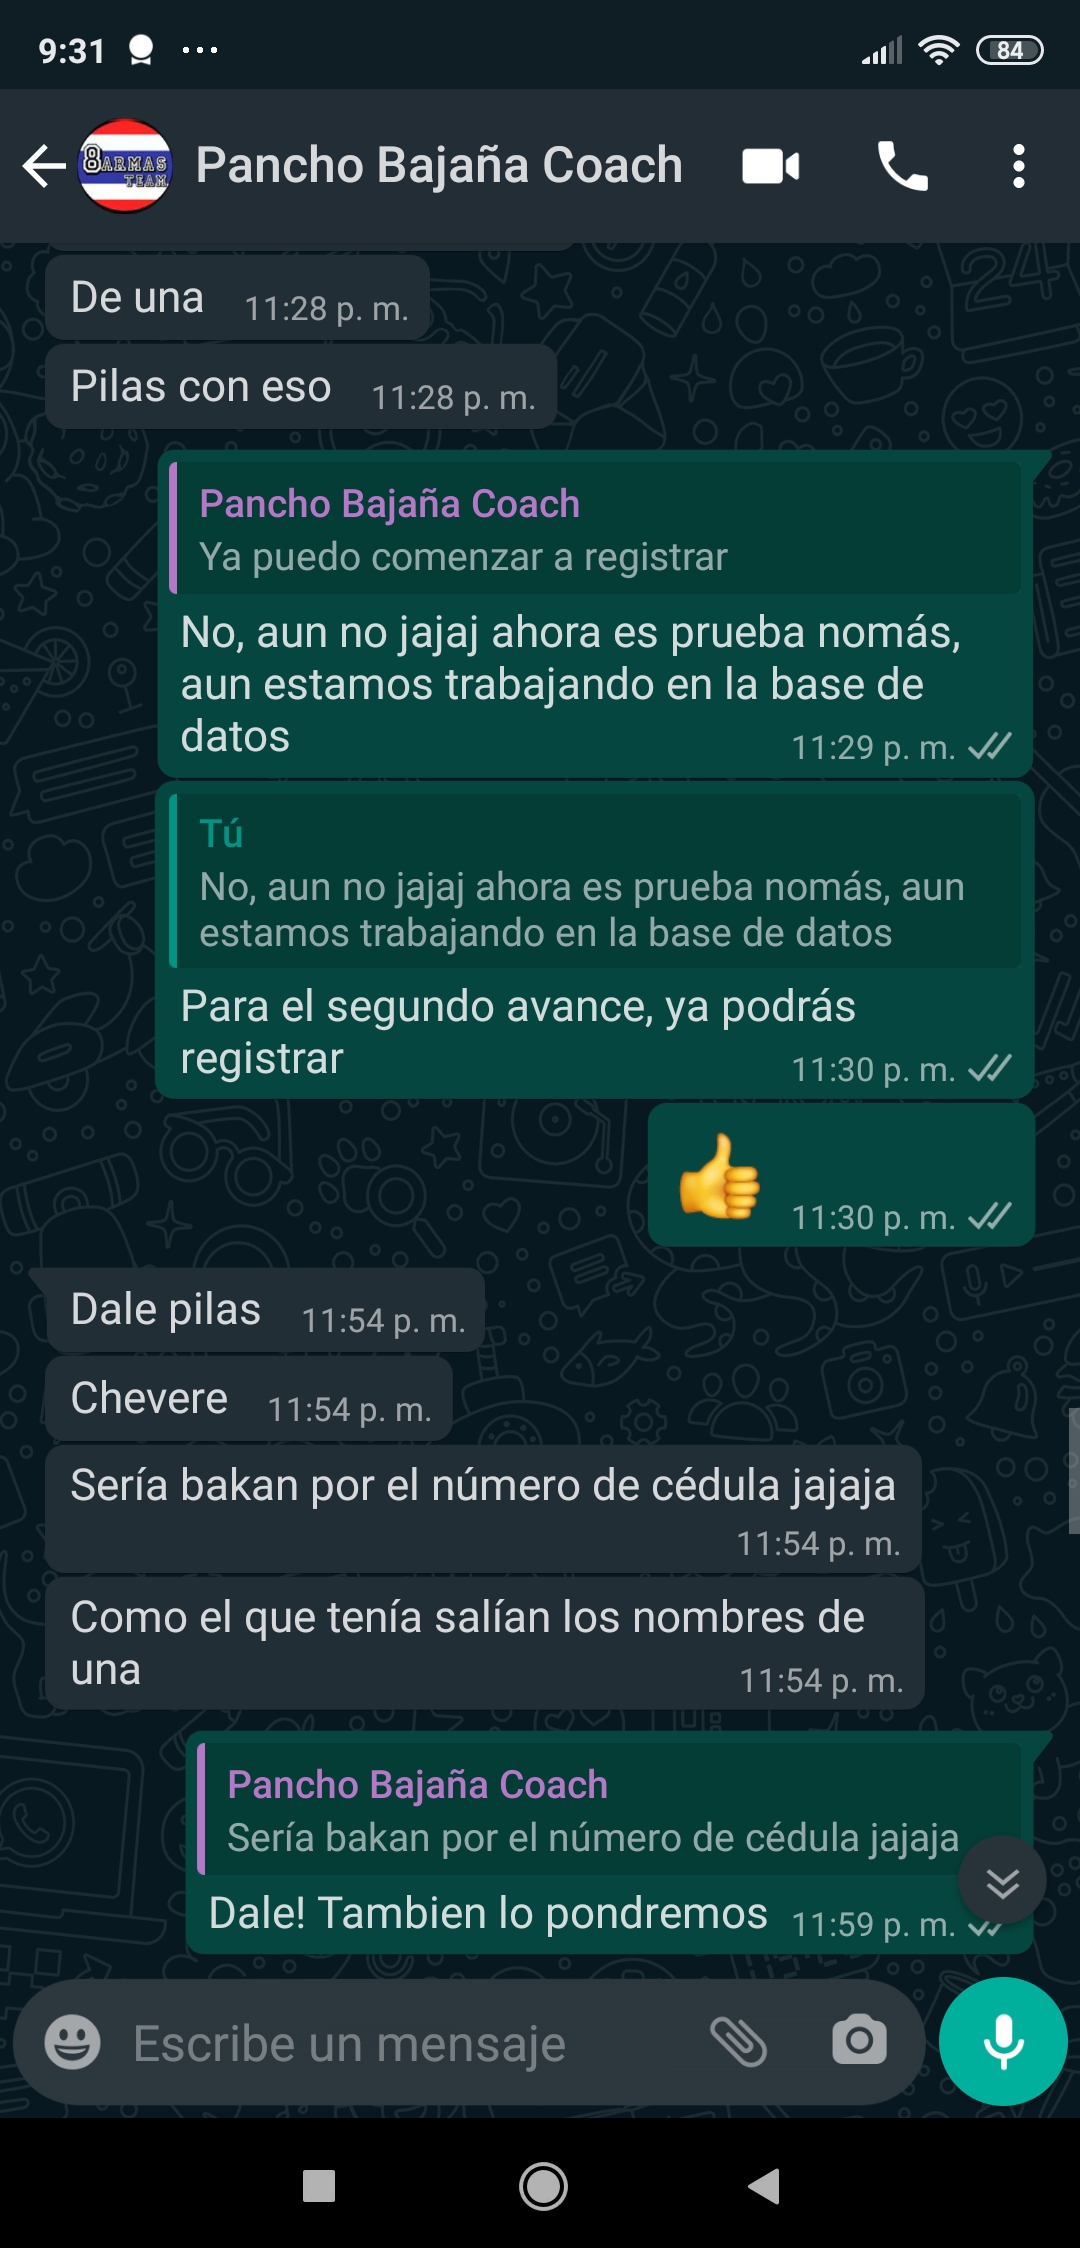 9:31
84
8ARMAS
TEAM
Pancho Bajaña Coach
De una 11:28 p. m.
Pilas con eso 11:28 p. m.
Pancho Bajaña Coach
Ya puedo comenzar a registrar
No, aun no jajaj ahora es prueba nomás,
aun estamos trabajando en la base de
datos 11:29 p. m.
Tú
No, aun no jajaj ahora es prueba nomás, aun
estamos trabajando en la base de datos
Para el segundo avance, ya podrás
registrar 11:30 p. m.
👍 11:30 p. m.
Dale pilas 11:54 p. m.
Chevere 11:54 p. m.
Sería bakan por el número de cédula jajaja
11:54 p. m.
Como el que tenía salían los nombres de
una 11:54 p. m.
Pancho Bajaña Coach
Sería bakan por el número de cédula jajaja
Dale! Tambien lo pondremos 11:59 p. m.
Escribe un mensaje